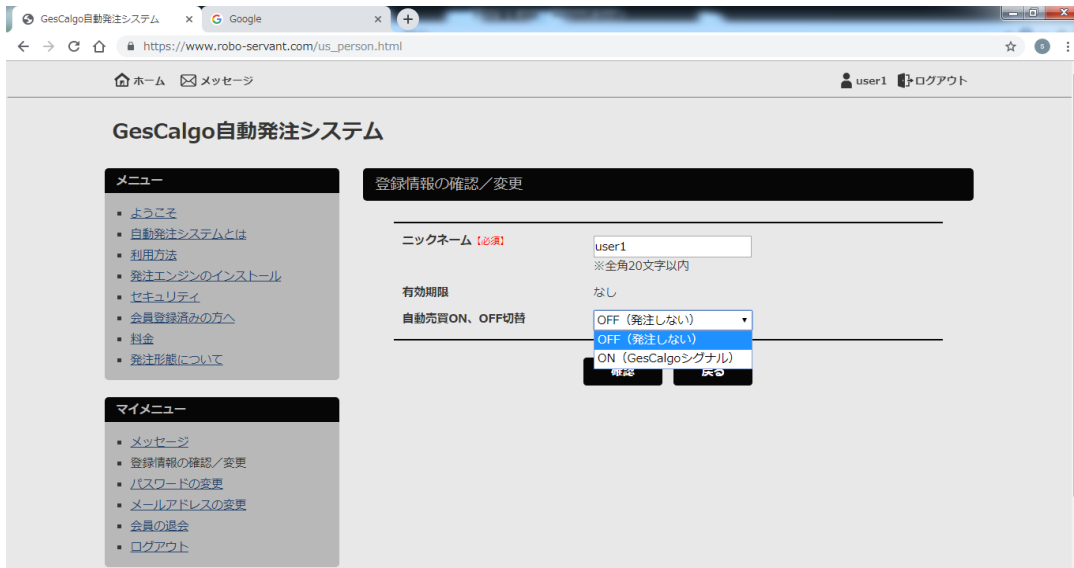 GesCalgo自動発注システム
Google
https://www.robo-servant.com/us_person.html
s
ホーム メッセージ
user1 ログアウト
GesCalgo自動発注システム
メニュー
ようこそ
自動発注システムとは
利用方法
発注エンジンのインストール
セキュリティ
会員登録済みの方へ
料金
発注形態について
マイメニュー
メッセージ
登録情報の確認／変更
パスワードの変更
メールアドレスの変更
会員の退会
ログアウト
登録情報の確認／変更
ニックネーム【必須】
user1
※全角20文字以内
有効期限
なし
自動売買ON、OFF切替
OFF（発注しない）
OFF（発注しない）
ON（GesCalgoシグナル）
確認 戻る